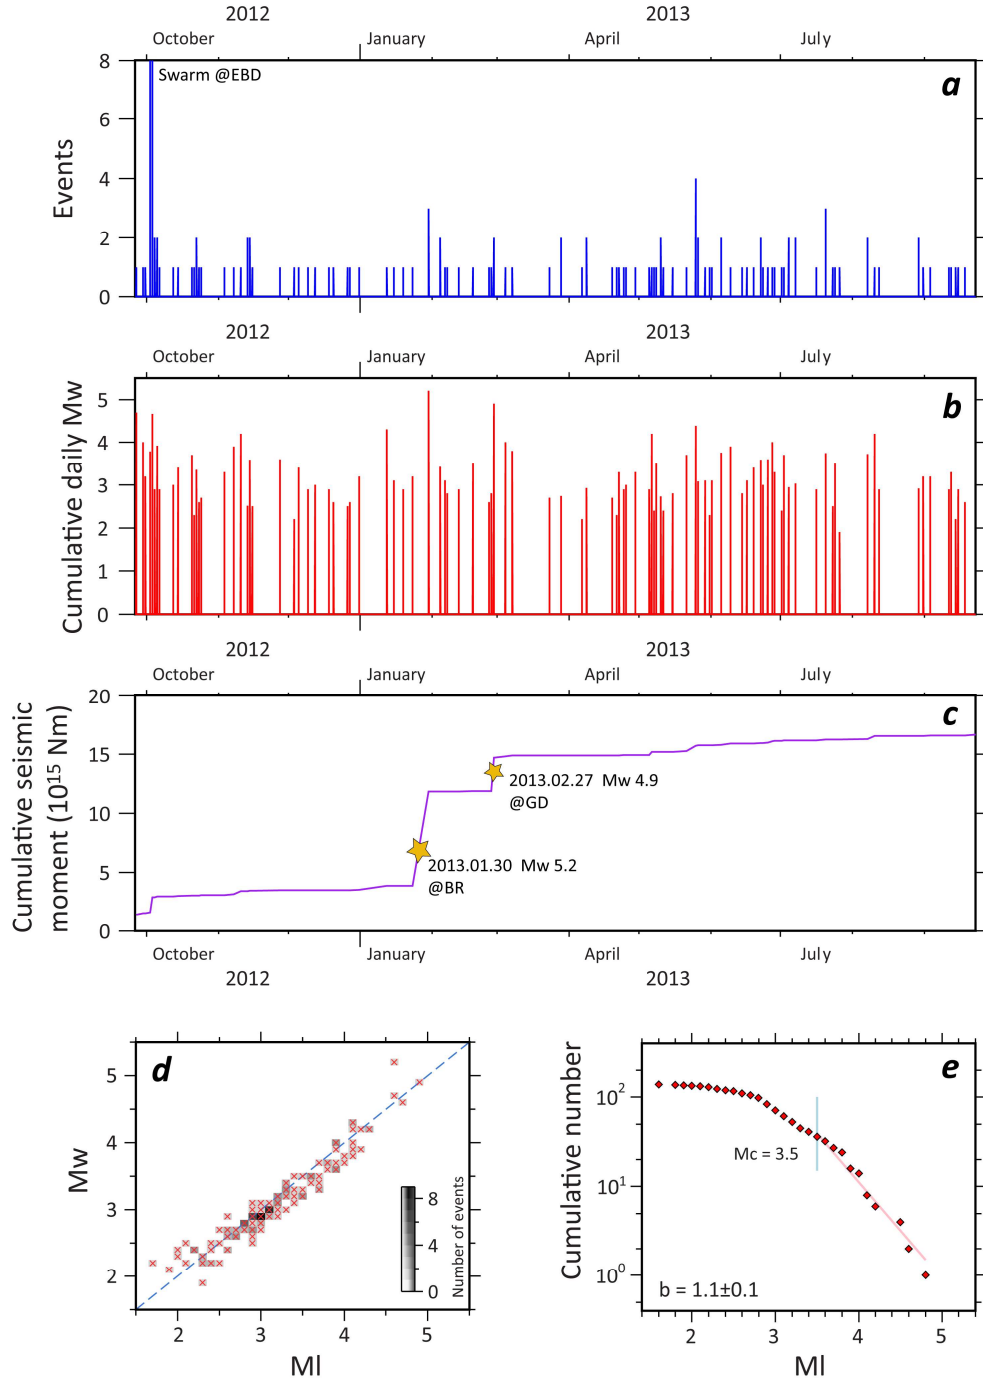 2012 2013
October January April July
8
Swarm @EBD
a
6
Events
4
2
0
2012 2013
October January April July
5
b
4
Cumulative daily Mw
3
2
1
0
2012 2013
October January April July
20
c
Cumulative seismic
moment (10¹⁵ Nm)
15
2013.02.27 Mw 4.9
@GD
10
2013.01.30 Mw 5.2
@BR
5
0
October January April July
2012 2013
d
5
4
Mw
3
2
8
4
0
Number of events
2 3 4 5
Ml
e
Cumulative number
10²
Mc = 3.5
10¹
10⁰
b = 1.1±0.1
2 3 4 5
Ml